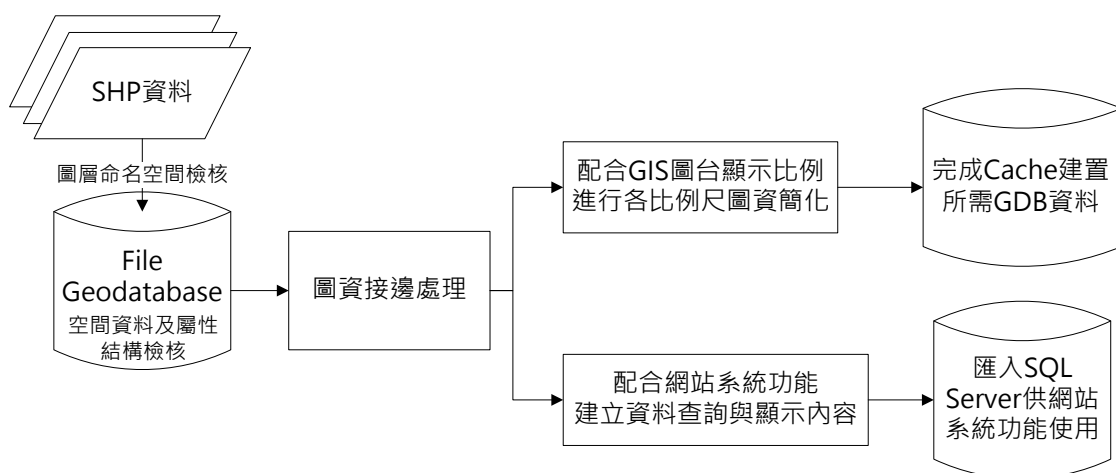 SHP資料
圖層命名空間檢核
File
Geodatabase
空間資料及屬性
結構檢核
圖資接邊處理
配合GIS圖台顯示比例
進行各比例尺圖資簡化
完成Cache建置
所需GDB資料
配合網站系統功能
建立資料查詢與顯示內容
匯入SQL
Server供網站
系統功能使用